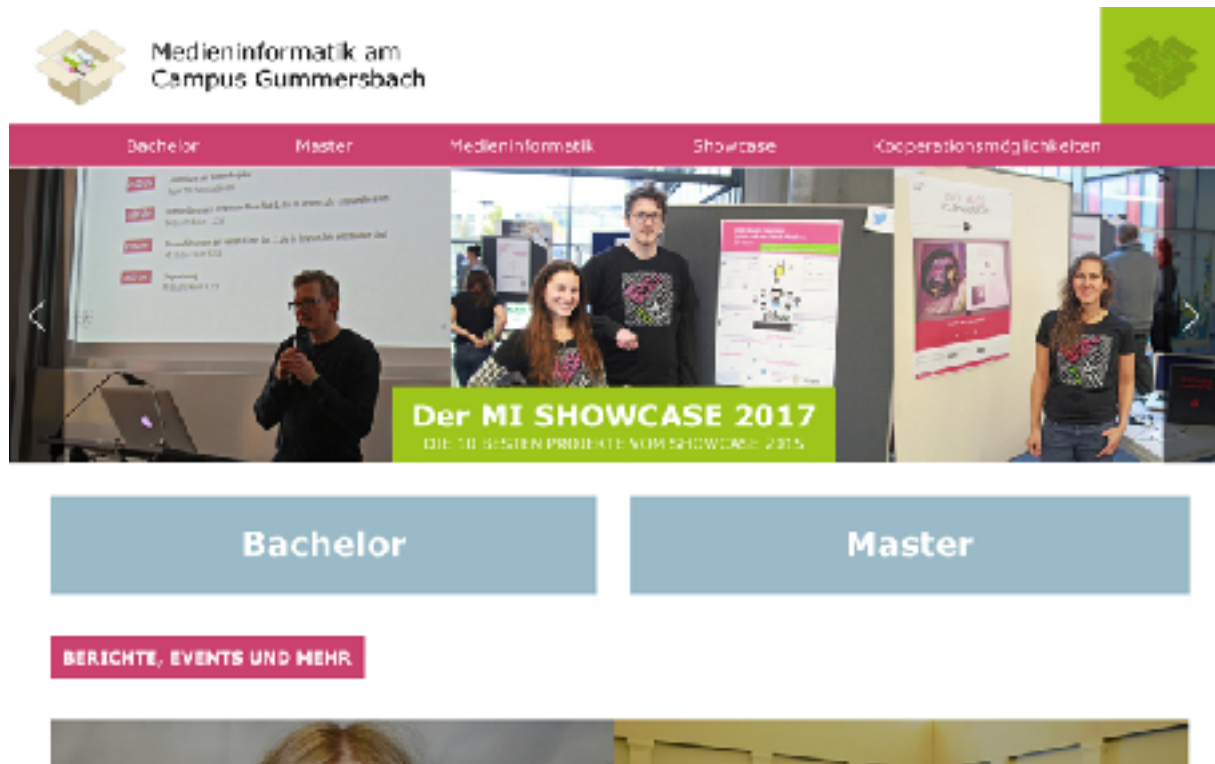 Medieninformatik am
Campus Gummersbach
Bachelor Master Medieninformatik Showcase Kooperationsmöglichkeiten
Der MI SHOWCASE 2017
DIE 10 BESTEN PROJEKTE VOM SHOWCASE 2015
Bachelor Master
BERICHTE, EVENTS UND MEHR